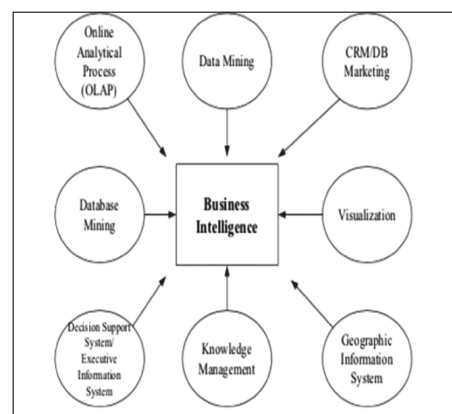 Online
Analytical
Process
(OLAP)
Data Mining
CRM/DB
Marketing
Database
Mining
Business
Intelligence
Visualization
Decision Support
System/
Executive
Information
System
Knowledge
Management
Geographic
Information
System